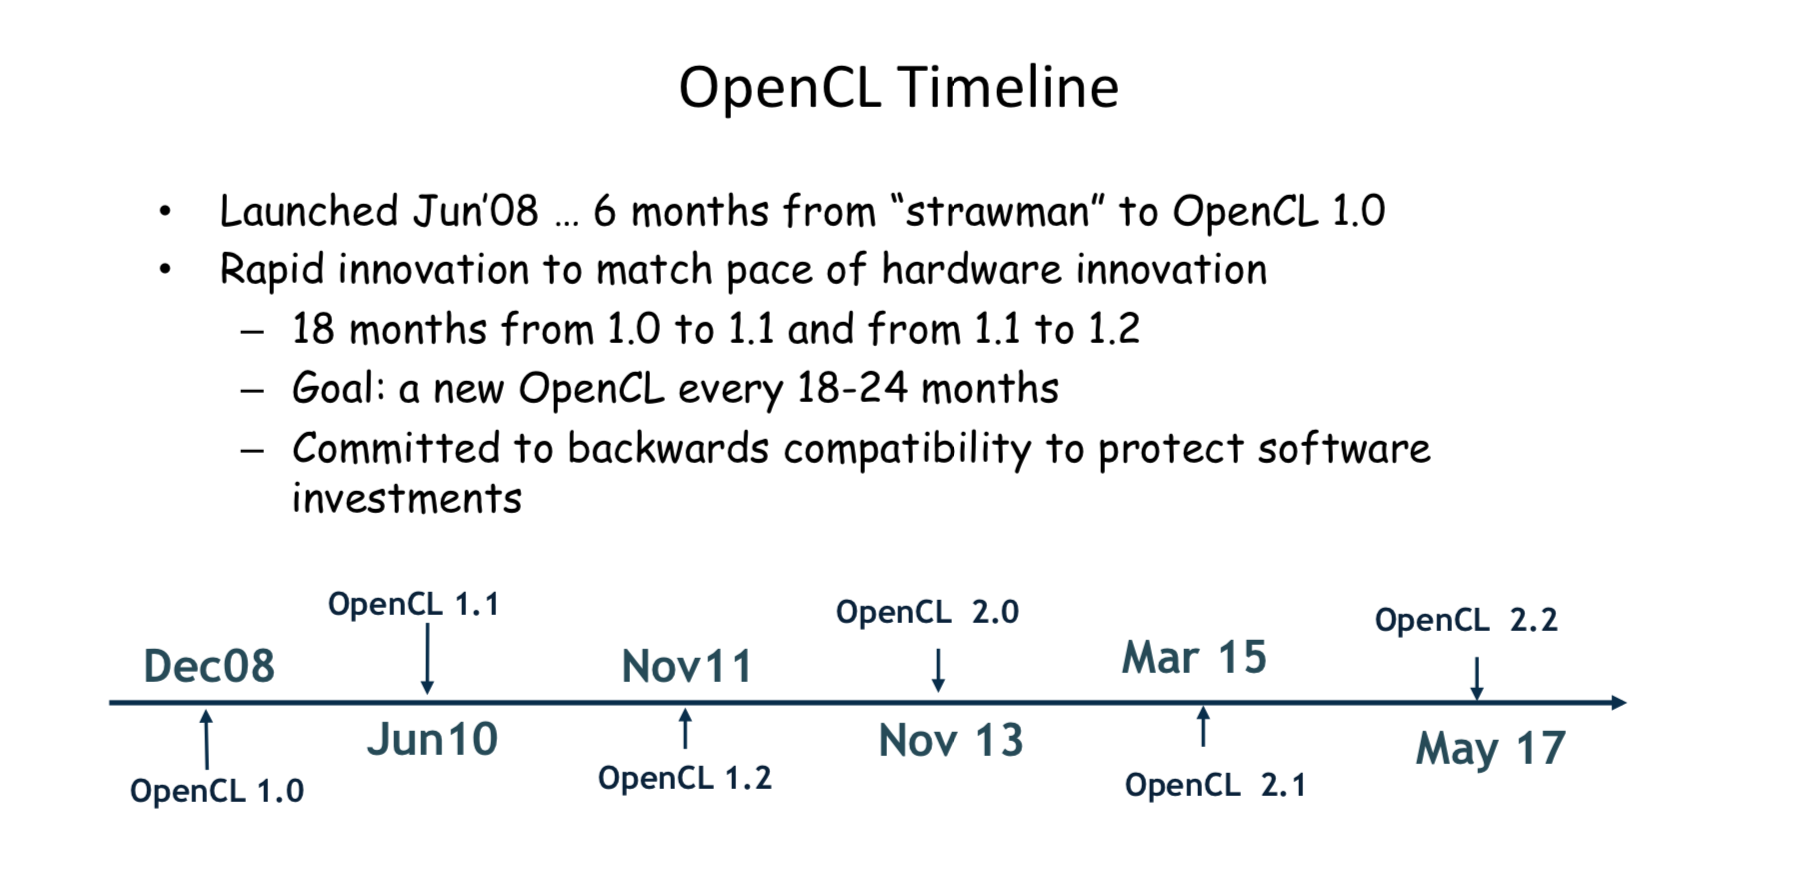 OpenCL Timeline
• Launched Jun’08 … 6 months from “strawman” to OpenCL 1.0
• Rapid innovation to match pace of hardware innovation
– 18 months from 1.0 to 1.1 and from 1.1 to 1.2
– Goal: a new OpenCL every 18-24 months
– Committed to backwards compatibility to protect software
investments
OpenCL 1.1 OpenCL 2.0 OpenCL 2.2
Dec08 Nov11 Mar 15
Jun10 Nov 13 May 17
OpenCL 1.0 OpenCL 1.2 OpenCL 2.1